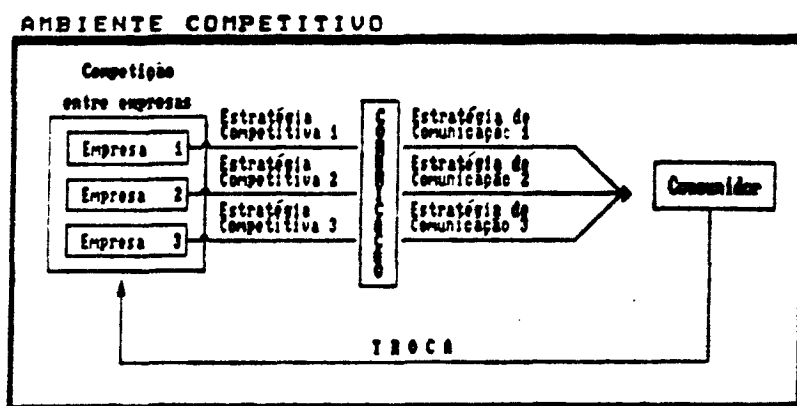 AMBIENTE COMPETITIVO
Competição
entre empresas
Empresa 1
Empresa 2
Empresa 3
Estratégia
Competitiva 1
Estratégia
Competitiva 2
Estratégia
Competitiva 3
COMUNICAÇÃO
Estratégia de
Comunicação 1
Estratégia de
Comunicação 2
Estratégia de
Comunicação 3
Consumidor
TROCA